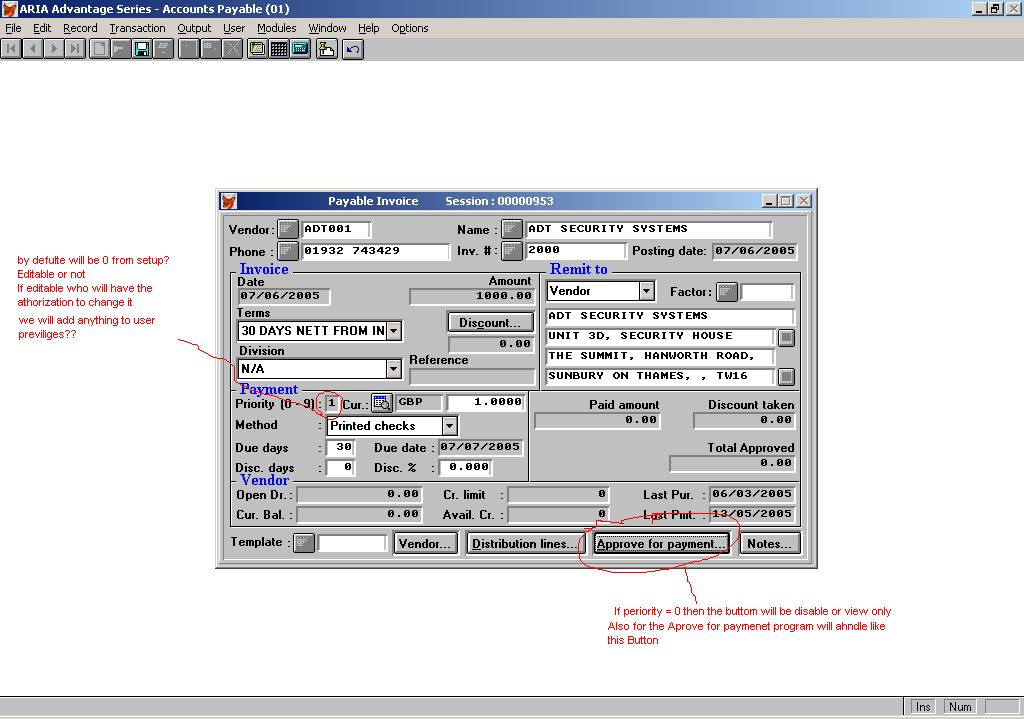 ARIA Advantage Series - Accounts Payable (01)
File Edit Record Transaction Output User Modules Window Help Options
Payable Invoice Session : 00000953
Vendor: ADT001 Name : ADT SECURITY SYSTEMS
Phone : 01932 743429 Inv. # : 2000 Posting date: 07/06/2005
by defulte will be 0 from setup?
Editable or not
If editable who will have the
athorization to change it
we will add anything to user
previliges??
Invoice
Date Amount
07/06/2005 1000.00
Terms
30 DAYS NETT FROM IN Discount...
0.00
Division Reference
N/A
Remit to
Vendor Factor:
ADT SECURITY SYSTEMS
UNIT 3D, SECURITY HOUSE
THE SUMMIT, HANWORTH ROAD,
SUNBURY ON THAMES, , TW16
Payment
Priority (0 - 9) : 1 Cur.: GBP 1.0000
Method : Printed checks
Due days : 30 Due date : 07/07/2005
Disc. days : 0 Disc. % : 0.000
Paid amount Discount taken
0.00 0.00
Total Approved
0.00
Vendor
Open Dr. : 0.00 Cr. limit : 0 Last Pur. : 06/03/2005
Cur. Bal. : 0.00 Avail. Cr. : 0 Last Pmt. : 13/05/2005
Template : Vendor... Distribution lines... Approve for payment... Notes...
If periority = 0 then the buttom will be disable or view only
Also for the Aprove for paymenet program will ahndle like
this Button
Ins Num